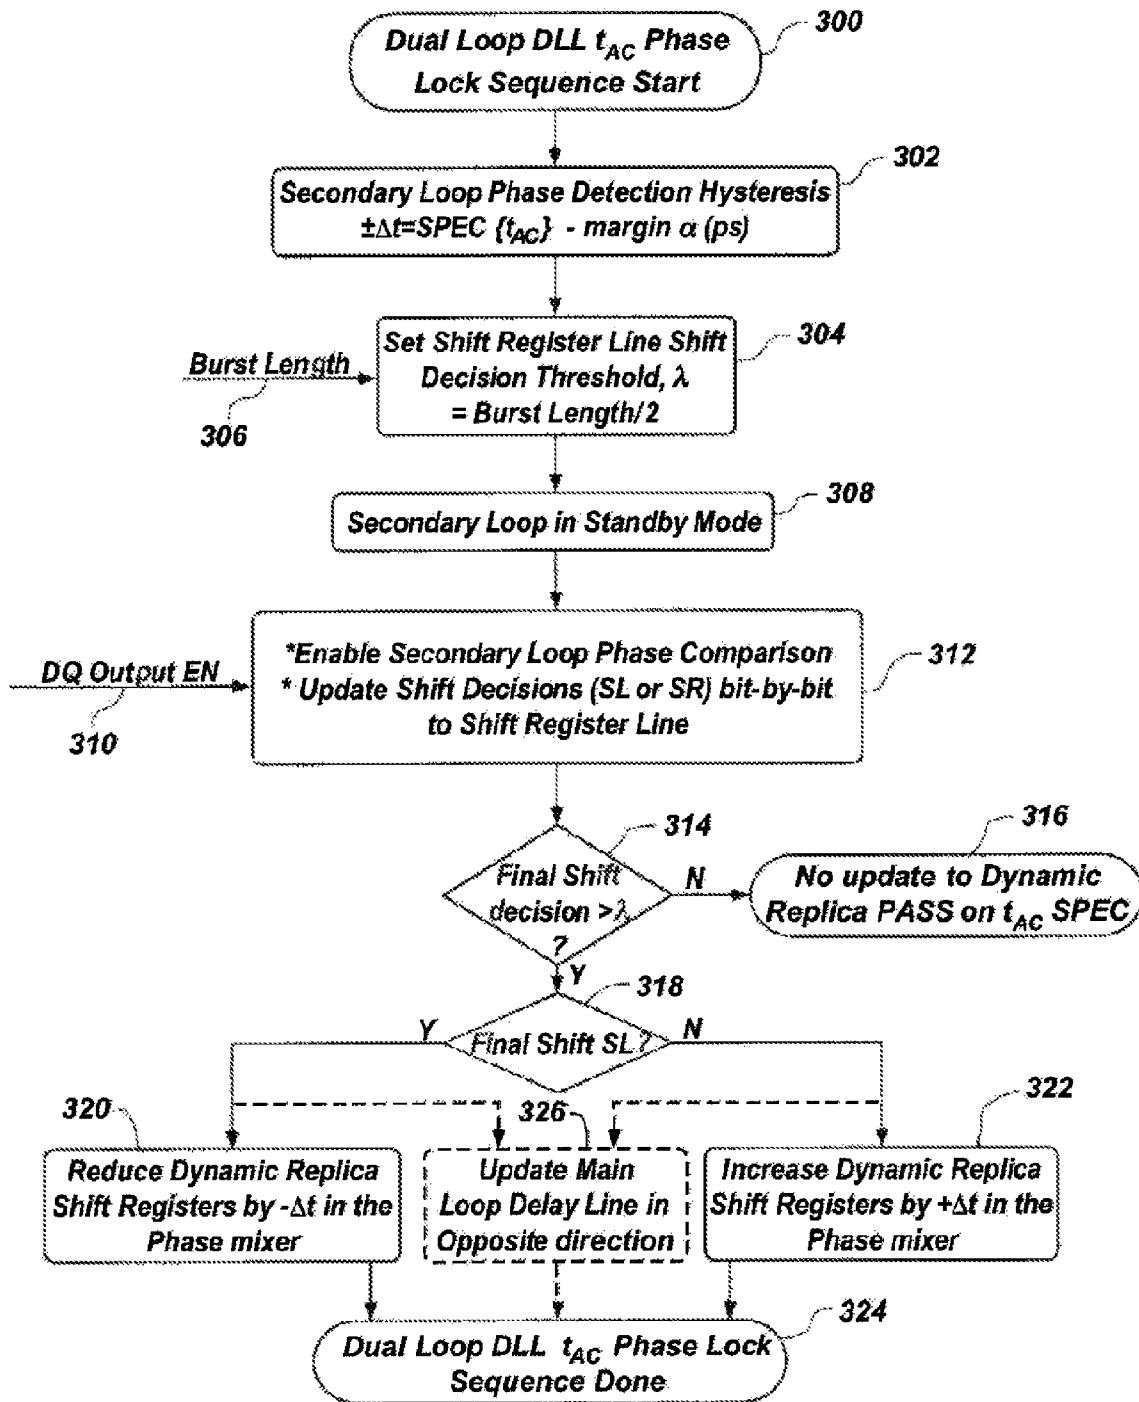 Dual Loop DLL tAC Phase
Lock Sequence Start
300
302
Secondary Loop Phase Detection Hysteresis
±Δt=SPEC {tAC} - margin α (ps)
304
Set Shift Register Line Shift
Decision Threshold, λ
= Burst Length/2
Burst Length
306
308
Secondary Loop in Standby Mode
312
*Enable Secondary Loop Phase Comparison
* Update Shift Decisions (SL or SR) bit-by-bit
to Shift Register Line
DQ Output EN
310
314
Final Shift
decision >λ
?
N
316
No update to Dynamic
Replica PASS on tAC SPEC
Y
318
Final Shift SL?
Y
N
320
Reduce Dynamic Replica
Shift Registers by -Δt in the
Phase mixer
326
Update Main
Loop Delay Line in
Opposite direction
322
Increase Dynamic Replica
Shift Registers by +Δt in the
Phase mixer
324
Dual Loop DLL tAC Phase Lock
Sequence Done